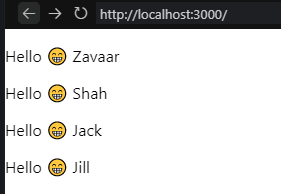 http://localhost:3000/
Hello 😁 Zavaar
Hello 😁 Shah
Hello 😁 Jack
Hello 😁 Jill